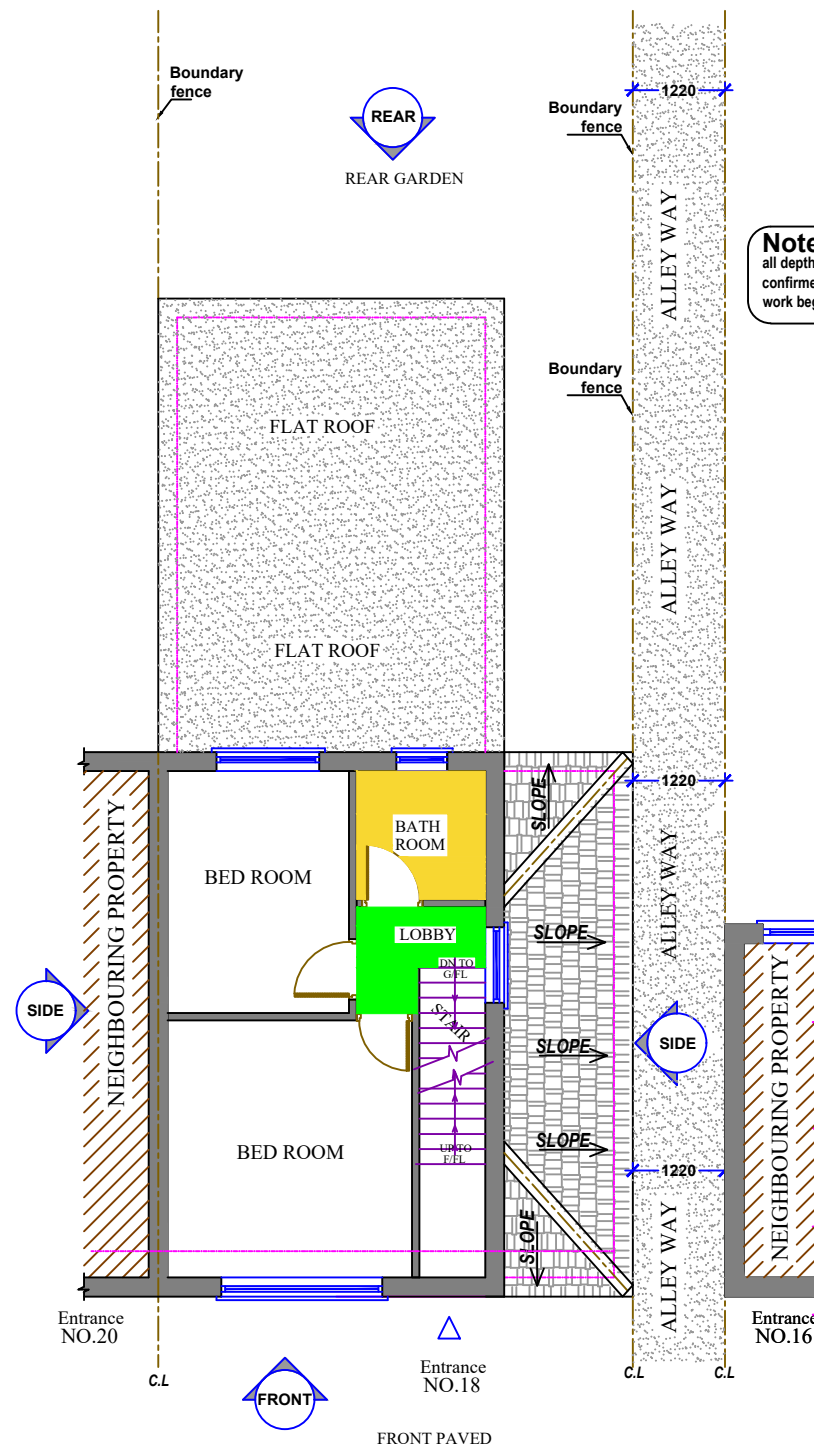 Boundary
fence
REAR
REAR GARDEN
1220
Boundary
fence
ALLEY WAY
Note
all depth
confirme
work beg
Boundary
fence
FLAT ROOF
ALLEY WAY
FLAT ROOF
1220
SLOPE
NEIGHBOURING PROPERTY
BATH
ROOM
BED ROOM
ALLEY WAY
LOBBY
SLOPE
DN TO
G/FL
SIDE
STAIR
SLOPE
SIDE
NEIGHBOURING PROPERTY
BED ROOM
UP TO
F/FL
SLOPE
1220
SLOPE
ALLEY WAY
Entrance
NO.20
Entrance
NO.16
Entrance
NO.18
C.L
C.L
C.L
FRONT
FRONT PAVED